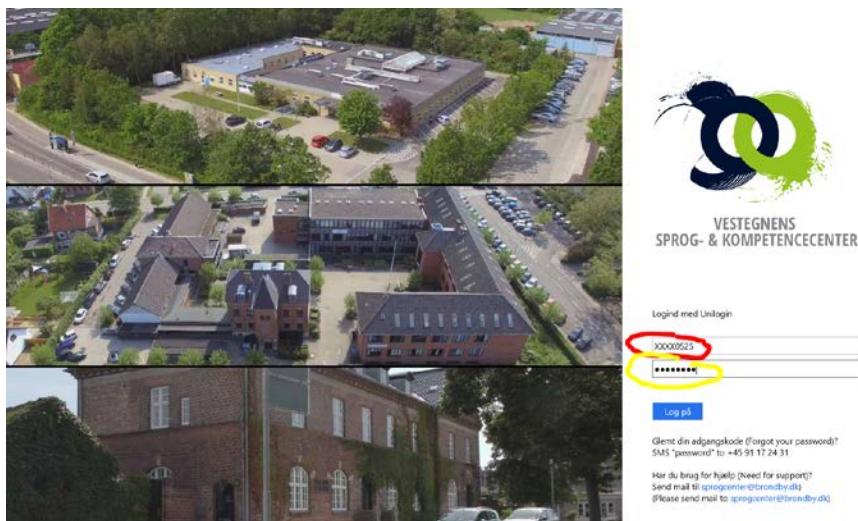 VESTEGNENS
SPROG- & KOMPETENCECENTER
Logind med Unilogin
XXXX0525
••••••••
Log på
Glemt din adgangskode (Forgot your password)?
SMS "password" to +45 91 17 24 31
Har du brug for hjælp (Need for support)?
Send mail til sprogcenter@brondby.dk)
(Please send mail to sprogcenter@brondby.dk)